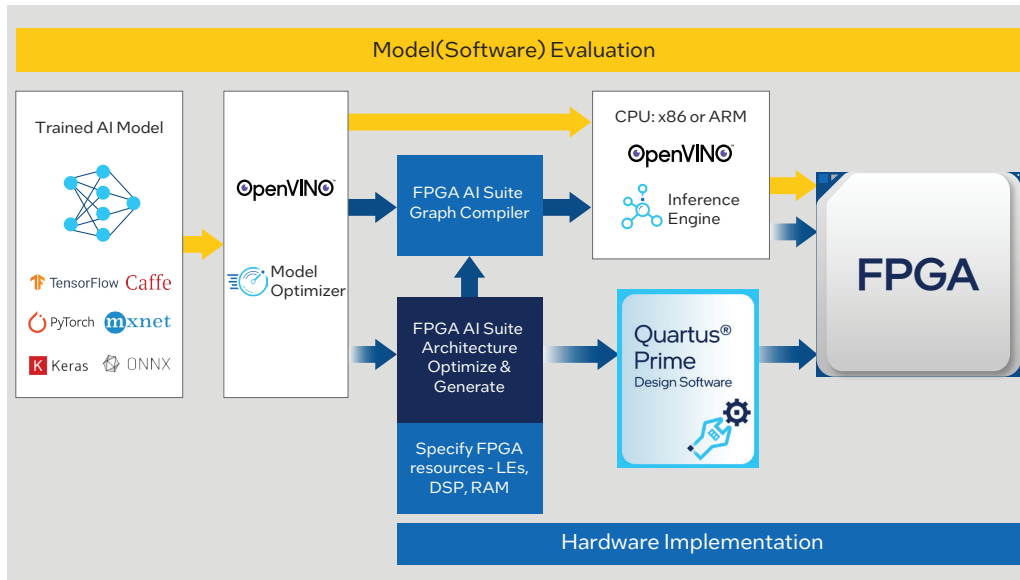 Model(Software) Evaluation
Trained AI Model
TensorFlow
Caffe
PyTorch
mxnet
K Keras
ONNX
OpenVINO™
Model
Optimizer
FPGA AI Suite
Graph Compiler
FPGA AI Suite
Architecture
Optimize &
Generate
Specify FPGA
resources - LEs,
DSP, RAM
CPU: x86 or ARM
OpenVINO™
Inference
Engine
Quartus®
Prime
Design Software
FPGA
Hardware Implementation